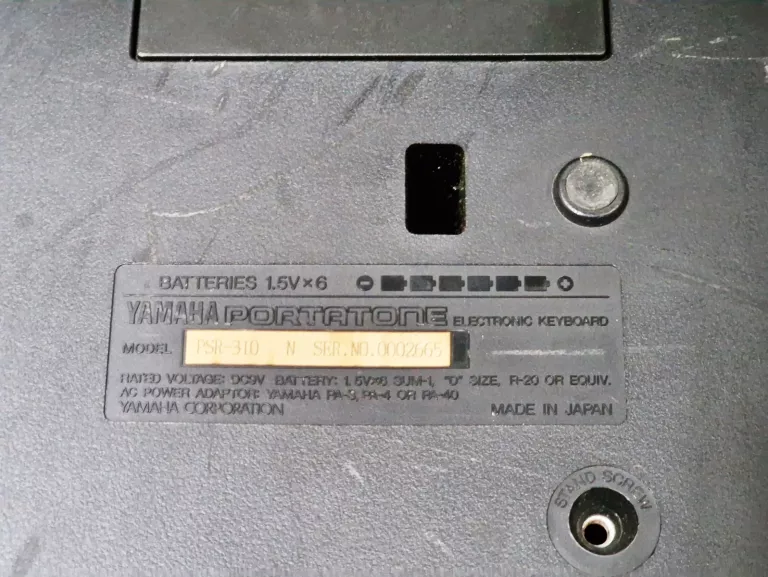 BATTERIES 1.5V×6 ⊖ ⊕
YAMAHA PORTATONE ELECTRONIC KEYBOARD
MODEL PSR-310 N SER.NO.0002665
RATED VOLTAGE: DC9V BATTERY: 1.5V×6 SUM-1, "D" SIZE, R-20 OR EQUIV.
AC POWER ADAPTOR: YAMAHA PA-3, PA-4 OR PA-40
YAMAHA CORPORATION MADE IN JAPAN
STAND SCREW